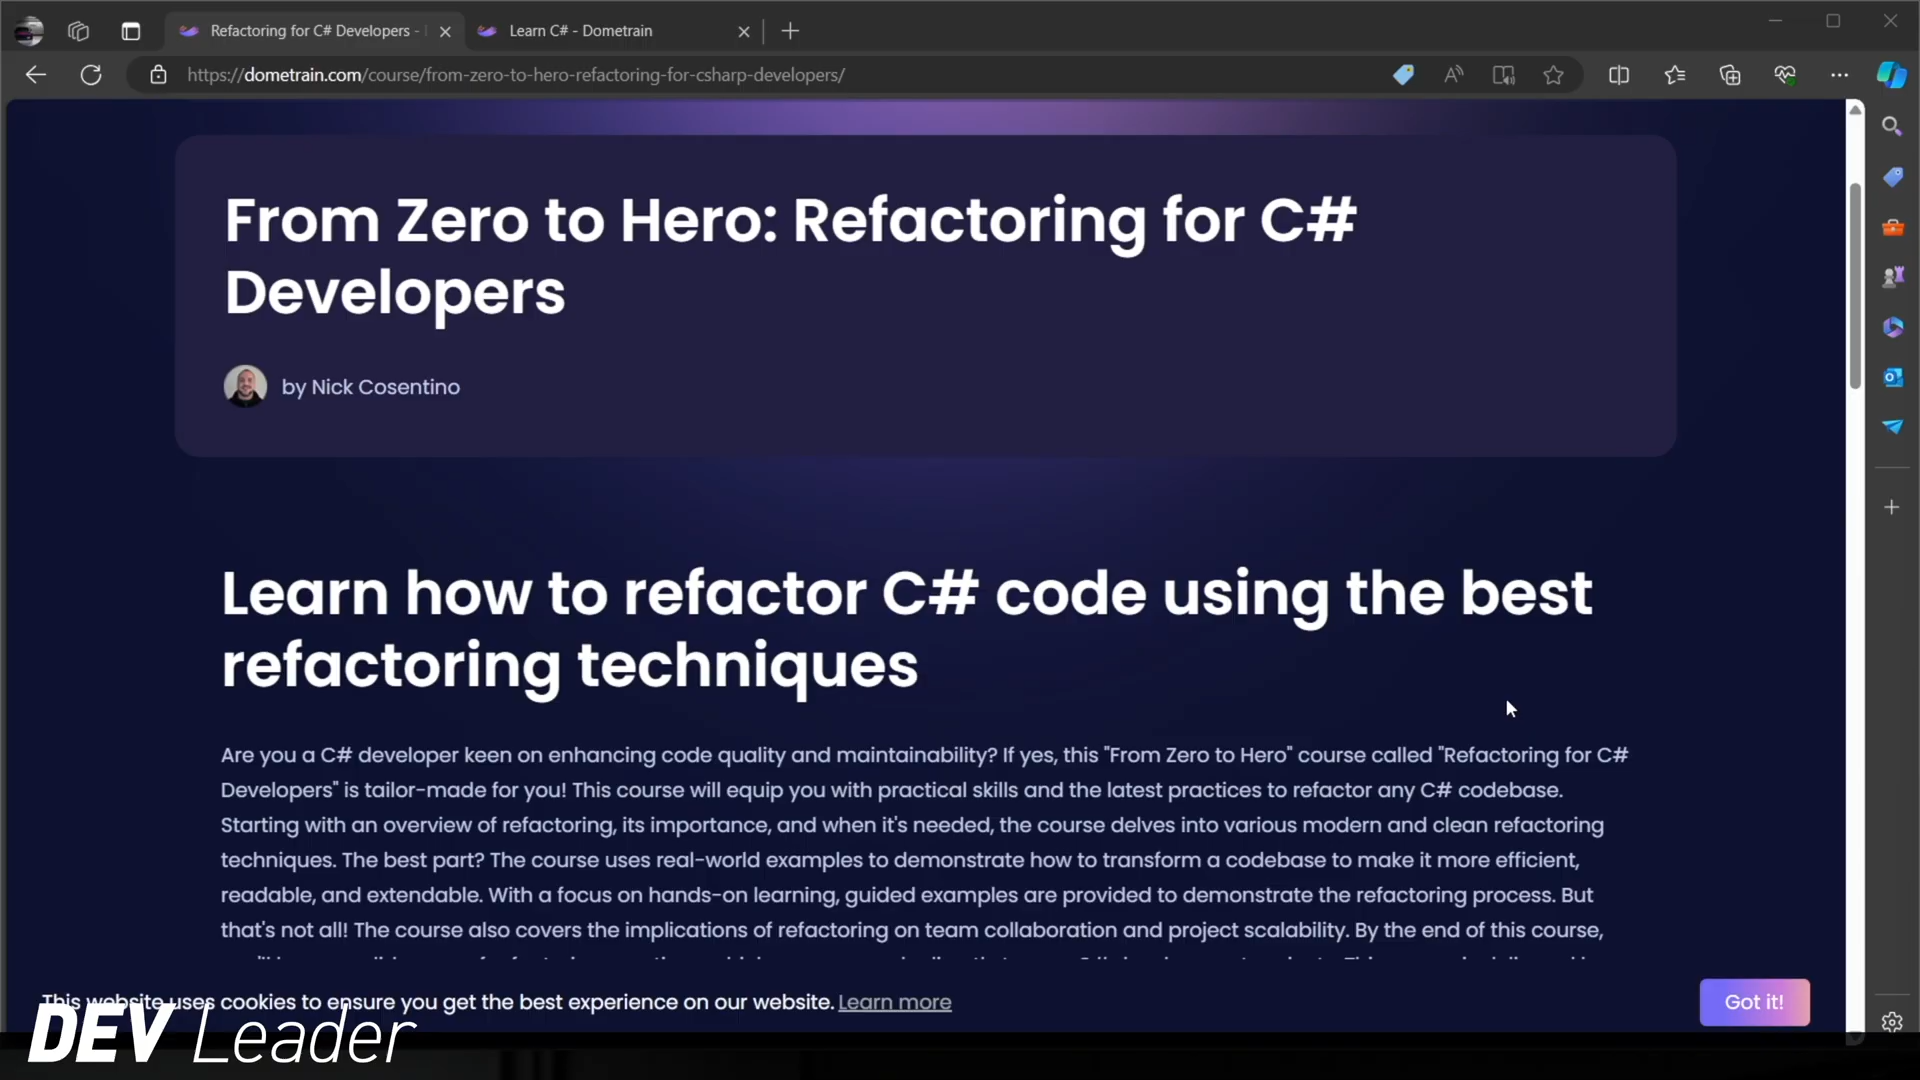 Refactoring for C# Developers -
Learn C# - Dometrain
https://dometrain.com/course/from-zero-to-hero-refactoring-for-csharp-developers/
From Zero to Hero: Refactoring for C#
Developers
by Nick Cosentino
Learn how to refactor C# code using the best
refactoring techniques
Are you a C# developer keen on enhancing code quality and maintainability? If yes, this "From Zero to Hero" course called "Refactoring for C#
Developers" is tailor-made for you! This course will equip you with practical skills and the latest practices to refactor any C# codebase.
Starting with an overview of refactoring, its importance, and when it's needed, the course delves into various modern and clean refactoring
techniques. The best part? The course uses real-world examples to demonstrate how to transform a codebase to make it more efficient,
readable, and extendable. With a focus on hands-on learning, guided examples are provided to demonstrate the refactoring process. But
that's not all! The course also covers the implications of refactoring on team collaboration and project scalability. By the end of this course,
This website uses cookies to ensure you get the best experience on our website. Learn more
Got it!
DEV Leader